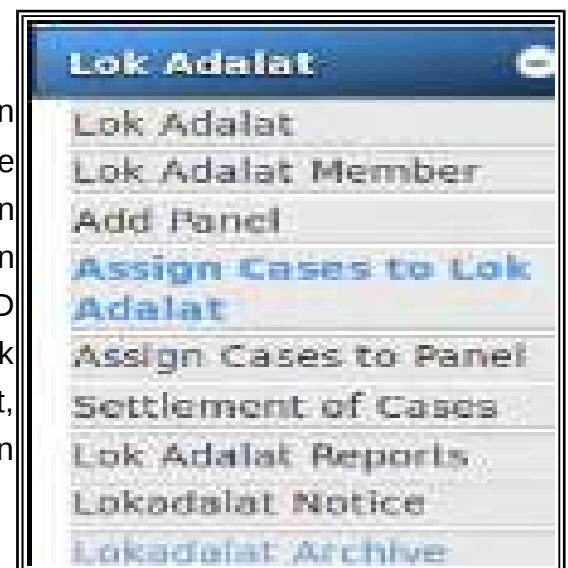 Lok Adalat
Lok Adalat
Lok Adalat Member
Add Panel
Assign Cases to Lok
Adalat
Assign Cases to Panel
Settlement of Cases
Lok Adalat Reports
Lokadalat Notice
Lokadalat Archive